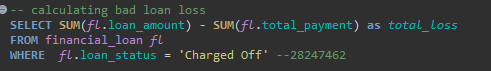 -- calculating bad loan loss
SELECT SUM(fl.loan_amount) - SUM(fl.total_payment) as total_loss
FROM financial_loan fl
WHERE  fl.loan_status = 'Charged Off' --28247462